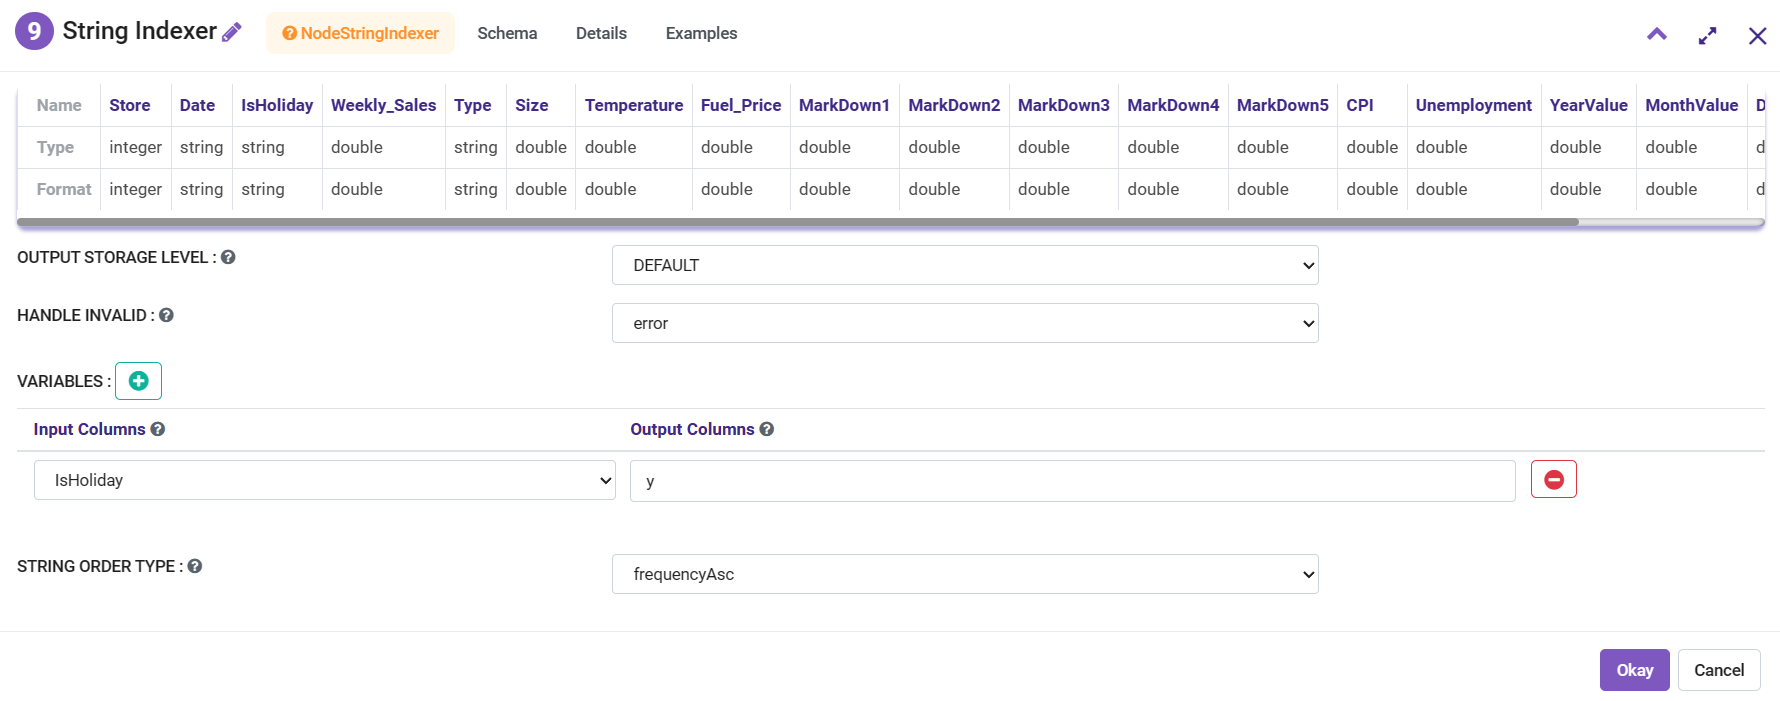 9 String Indexer NodeStringIndexer Schema Details Examples
Name Store Date IsHoliday Weekly_Sales Type Size Temperature Fuel_Price MarkDown1 MarkDown2 MarkDown3 MarkDown4 MarkDown5 CPI Unemployment YearValue MonthValue D
Type integer string string double string double double double double double double double double double double double double d
Format integer string string double string double double double double double double double double double double double double d
OUTPUT STORAGE LEVEL : DEFAULT
HANDLE INVALID : error
VARIABLES :
Input Columns Output Columns
IsHoliday y
STRING ORDER TYPE : frequencyAsc
Okay Cancel